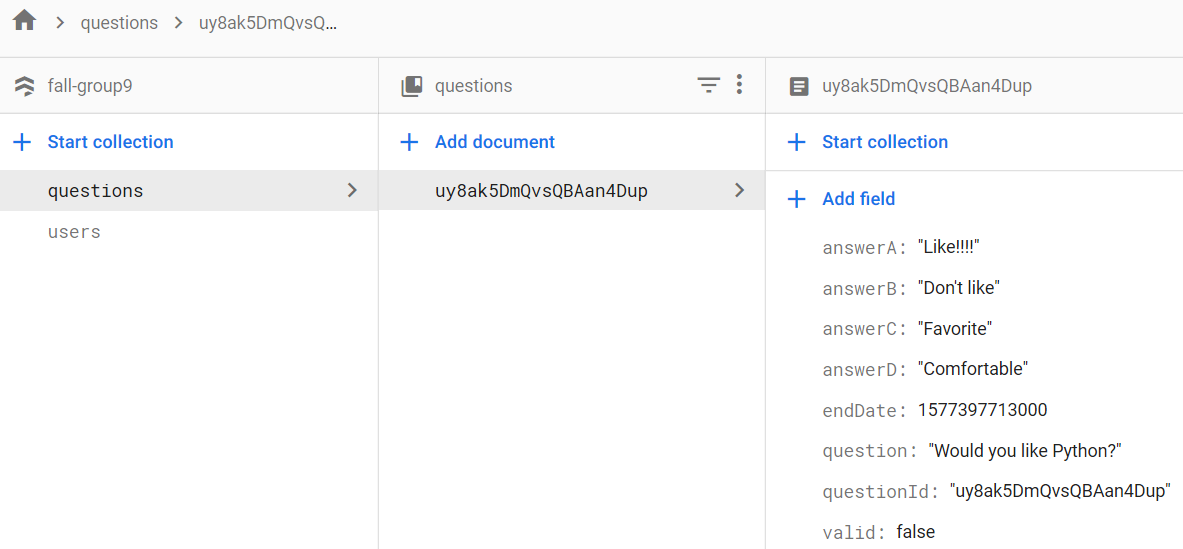 questions
uy8ak5DmQvsQ...
fall-group9
questions
uy8ak5DmQvsQBAan4Dup
Start collection
Add document
Start collection
questions
uy8ak5DmQvsQBAan4Dup
Add field
users
answerA: "Like!!!!"
answerB: "Don't like"
answerC: "Favorite"
answerD: "Comfortable"
endDate: 1577397713000
question: "Would you like Python?"
questionId: "uy8ak5DmQvsQBAan4Dup"
valid: false